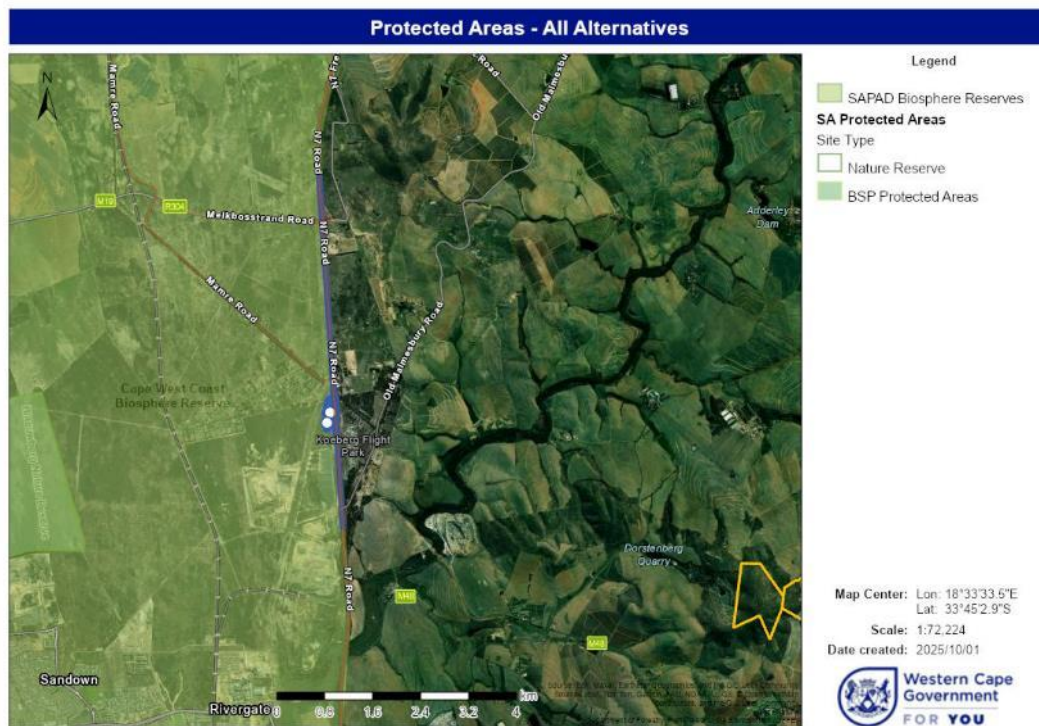 Protected Areas - All Alternatives
N
Mamre Road
N7 Road
Old Malmesbury
M19
R304
Melkbosstrand Road
N7 Road
Adderley
Dam
Mamre Road
N7 Road
Old Malmesbury Road
Cape West Coast
Biosphere Reserve
Koeberg Flight
Park
Dorstenberg
Quarry
N7 Road
M48
M48
Sandown
Rivergate
0 0.8 1.6 2.4 3.2 4
km
Legend
SAPAD Biosphere Reserves
SA Protected Areas
Site Type
Nature Reserve
BSP Protected Areas
Map Center: Lon: 18°33'33.5"E
Lat: 33°45'2.9"S
Scale: 1:72,224
Date created: 2025/10/01
Western Cape
Government
FOR YOU